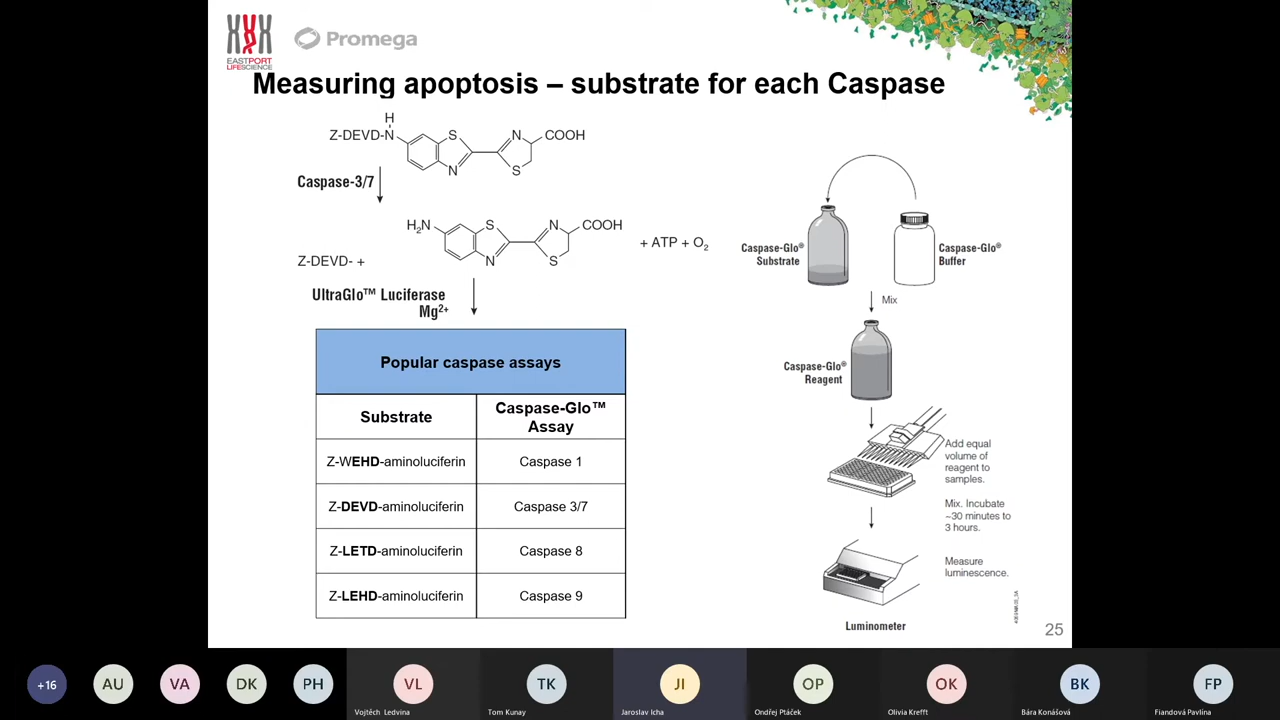 EASTPORT
LIFESCIENCE
Promega
Measuring apoptosis – substrate for each Caspase
H
Z-DEVD-N
S
N
COOH
N
S
Caspase-3/7
H2N
S
N
COOH
N
S
+ ATP + O2
Z-DEVD- +
UltraGlo™ Luciferase
Mg2+
Popular caspase assays
Substrate
Caspase-Glo™
Assay
Z-WEHD-aminoluciferin
Caspase 1
Z-DEVD-aminoluciferin
Caspase 3/7
Z-LETD-aminoluciferin
Caspase 8
Z-LEHD-aminoluciferin
Caspase 9
Caspase-Glo®
Substrate
Caspase-Glo®
Buffer
Mix
Caspase-Glo®
Reagent
Add equal
volume of
reagent to
samples.
Mix. Incubate
~30 minutes to
3 hours.
Measure
luminescence.
Luminometer
25
+16
AU
VA
DK
PH
VL
Vojtěch Ledvina
TK
Tom Kunay
JI
Jaroslav Icha
OP
Ondřej Ptáček
OK
Olivia Krefft
BK
Bára Konášová
FP
Fiandová Pavlína